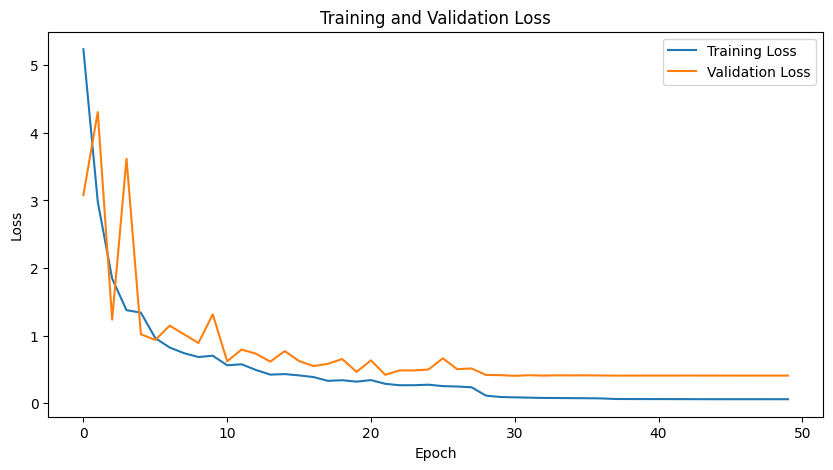 Training and Validation Loss
Training Loss
Validation Loss
5
4
3
2
1
0
Loss
0 10 20 30 40 50
Epoch